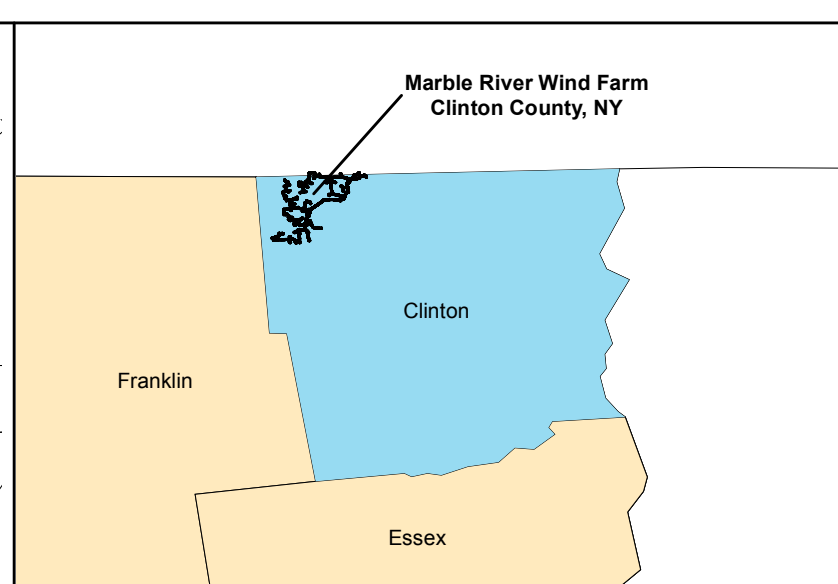 Marble River Wind Farm
Clinton County, NY
Clinton
Franklin
Essex